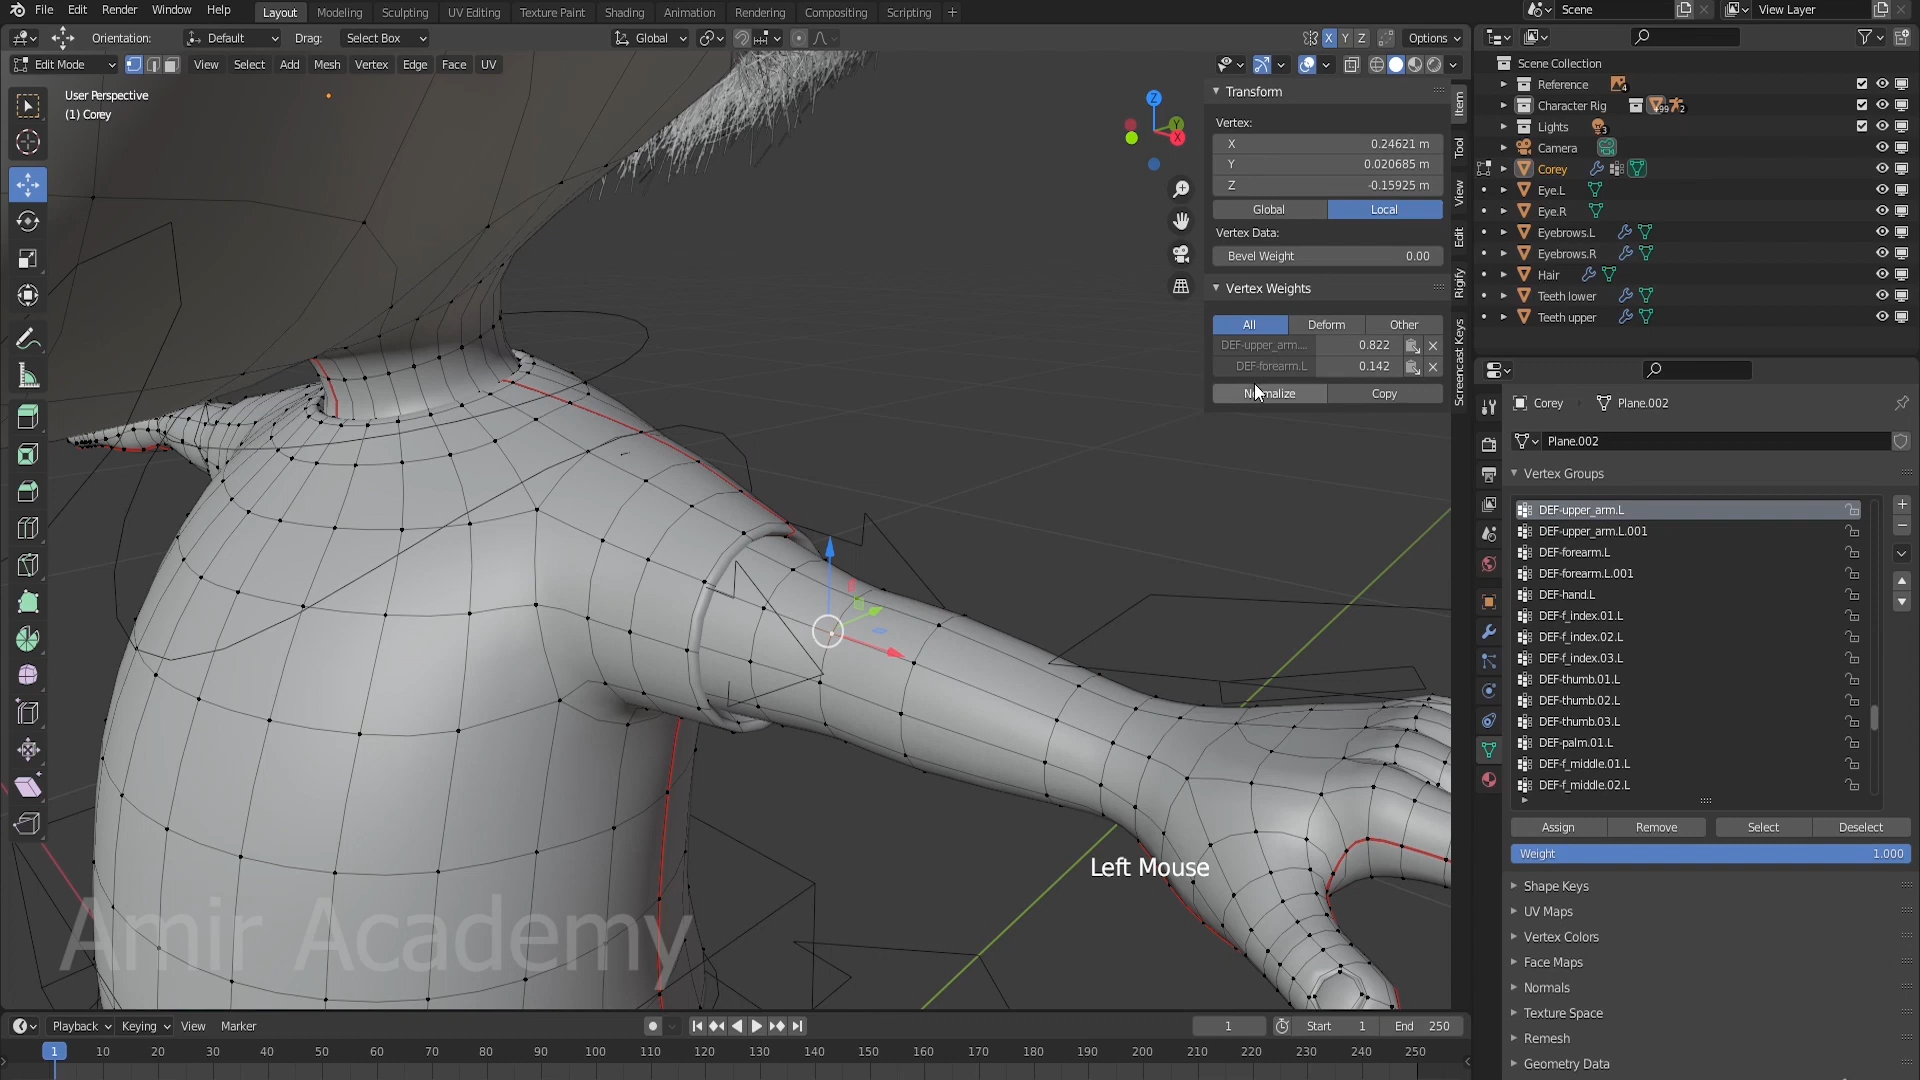 File Edit Render Window Help Layout Modeling Sculpting UV Editing Texture Paint Shading Animation Rendering Compositing Scripting + Scene View Layer
Orientation: Default Drag: Select Box Global X Y Z Options
Edit Mode View Select Add Mesh Vertex Edge Face UV
User Perspective
(1) Corey
Z
Y
X
Transform
Vertex:
X 0.24621 m
Y 0.020685 m
Z -0.15925 m
Global Local
Vertex Data:
Bevel Weight 0.00
Vertex Weights
All Deform Other
DEF-upper_arm.... 0.822
DEF-forearm.L 0.142
Normalize Copy
Item
Tool
View
Edit
Rigify
Screencast Keys
Scene Collection
Reference 4
Character Rig +99 2
Lights 3
Camera
Corey
Eye.L
Eye.R
Eyebrows.L
Eyebrows.R
Hair
Teeth lower
Teeth upper
Corey Plane.002
Plane.002
Vertex Groups
DEF-upper_arm.L
DEF-upper_arm.L.001
DEF-forearm.L
DEF-forearm.L.001
DEF-hand.L
DEF-f_index.01.L
DEF-f_index.02.L
DEF-f_index.03.L
DEF-thumb.01.L
DEF-thumb.02.L
DEF-thumb.03.L
DEF-palm.01.L
DEF-f_middle.01.L
DEF-f_middle.02.L
Assign Remove Select Deselect
Weight 1.000
Shape Keys
UV Maps
Vertex Colors
Face Maps
Normals
Texture Space
Remesh
Geometry Data
Left Mouse
Amir Academy
Playback Keying View Marker 1 Start 1 End 250
1 10 20 30 40 50 60 70 80 90 100 110 120 130 140 150 160 170 180 190 200 210 220 230 240 250